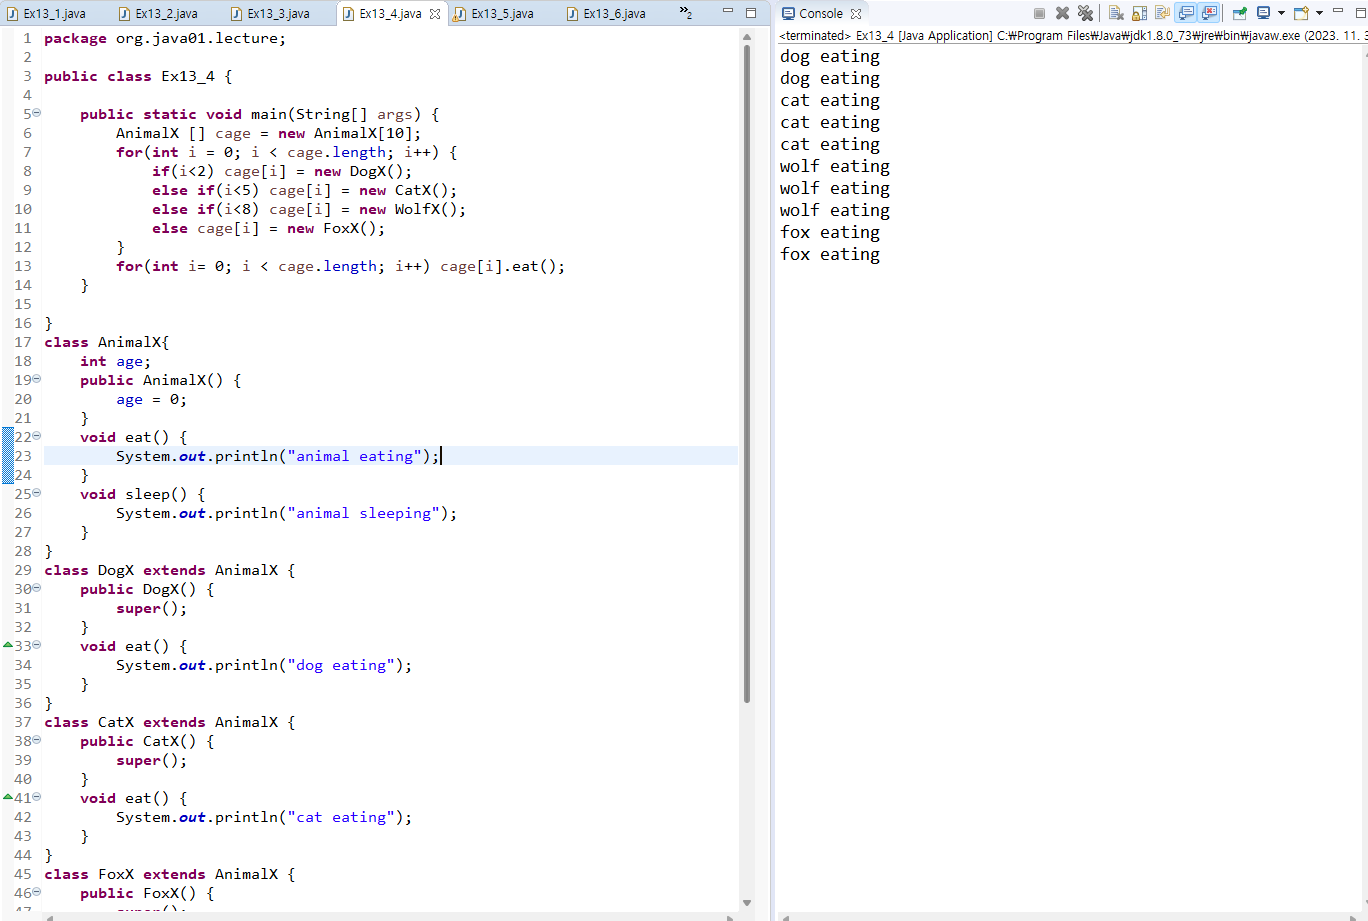 Ex13_1.java Ex13_2.java Ex13_3.java Ex13_4.java Ex13_5.java Ex13_6.java »2
1 package org.java01.lecture;
2
3 public class Ex13_4 {
4
5 public static void main(String[] args) {
6 AnimalX [] cage = new AnimalX[10];
7 for(int i = 0; i < cage.length; i++) {
8 if(i<2) cage[i] = new DogX();
9 else if(i<5) cage[i] = new CatX();
10 else if(i<8) cage[i] = new WolfX();
11 else cage[i] = new FoxX();
12 }
13 for(int i= 0; i < cage.length; i++) cage[i].eat();
14 }
15
16 }
17 class AnimalX{
18 int age;
19 public AnimalX() {
20 age = 0;
21 }
22 void eat() {
23 System.out.println("animal eating");
24 }
25 void sleep() {
26 System.out.println("animal sleeping");
27 }
28 }
29 class DogX extends AnimalX {
30 public DogX() {
31 super();
32 }
33 void eat() {
34 System.out.println("dog eating");
35 }
36 }
37 class CatX extends AnimalX {
38 public CatX() {
39 super();
40 }
41 void eat() {
42 System.out.println("cat eating");
43 }
44 }
45 class FoxX extends AnimalX {
46 public FoxX() {
Console
<terminated> Ex13_4 [Java Application] C:₩Program Files₩Java₩jdk1.8.0_73₩jre₩bin₩javaw.exe (2023. 11. 3
dog eating
dog eating
cat eating
cat eating
cat eating
wolf eating
wolf eating
wolf eating
fox eating
fox eating